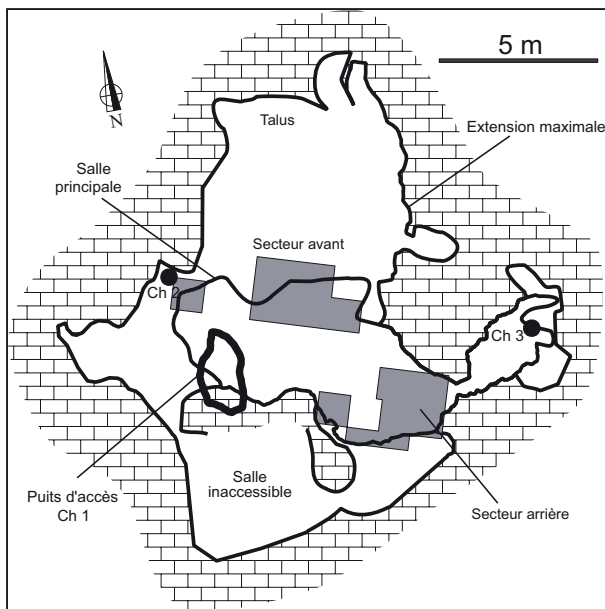 5 m
N
Talus
Extension maximale
Salle
principale
Secteur avant
Ch 2
Ch 3
Puits d'accès
Ch 1
Salle
inaccessible
Secteur arrière